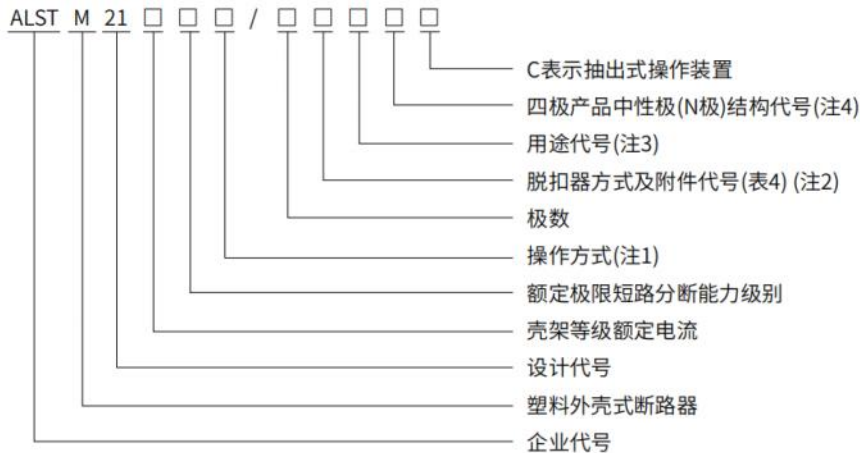 ALST M 21 □ □ □ / □ □ □ □ □
C表示抽出式操作装置
四极产品中性极(N极)结构代号(注4)
用途代号(注3)
脱扣器方式及附件代号(表4) (注2)
极数
操作方式(注1)
额定极限短路分断能力级别
壳架等级额定电流
设计代号
塑料外壳式断路器
企业代号